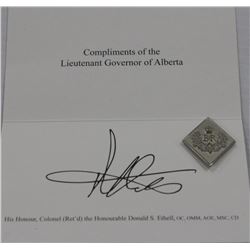 Compliments of the
Lieutenant Governor of Alberta
His Honour, Colonel (Ret'd) the Honourable Donald S. Ethell, OC, OMM, AOE, MSC, CD